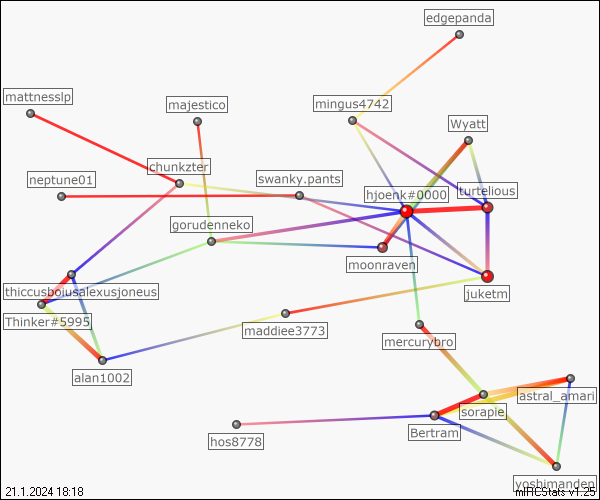 edgepanda
mattnesslp
majestico
mingus4742
Wyatt
chunkzter
neptune01
swanky.pants
hjoenk#0000
turtelious
gorudenneko
moonraven
thiccusboiusalexusjoneus
juketm
Thinker#5995
maddiee3773
mercurybro
alan1002
astral_amari
sorapie
Bertram
hos8778
yoshimanden
21.1.2024 18:18
mIRCStats v1.25